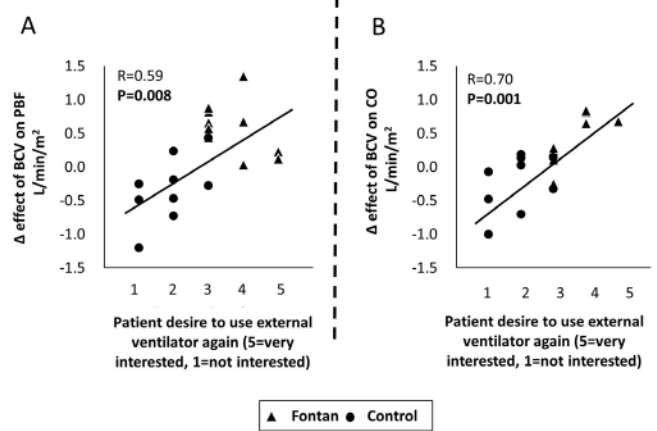 A
R=0.59
P=0.008
Δ effect of BCV on PBF
L/min/m²
1.5
1.0
0.5
0.0
-0.5
-1.0
-1.5
1 2 3 4 5
Patient desire to use external
ventilator again (5=very
interested, 1=not interested)
B
R=0.70
P=0.001
Δ effect of BCV on CO
L/min/m²
1.5
1.0
0.5
0.0
-0.5
-1.0
-1.5
1 2 3 4 5
Patient desire to use external
ventilator again (5=very
interested, 1=not interested)
▲ Fontan ● Control